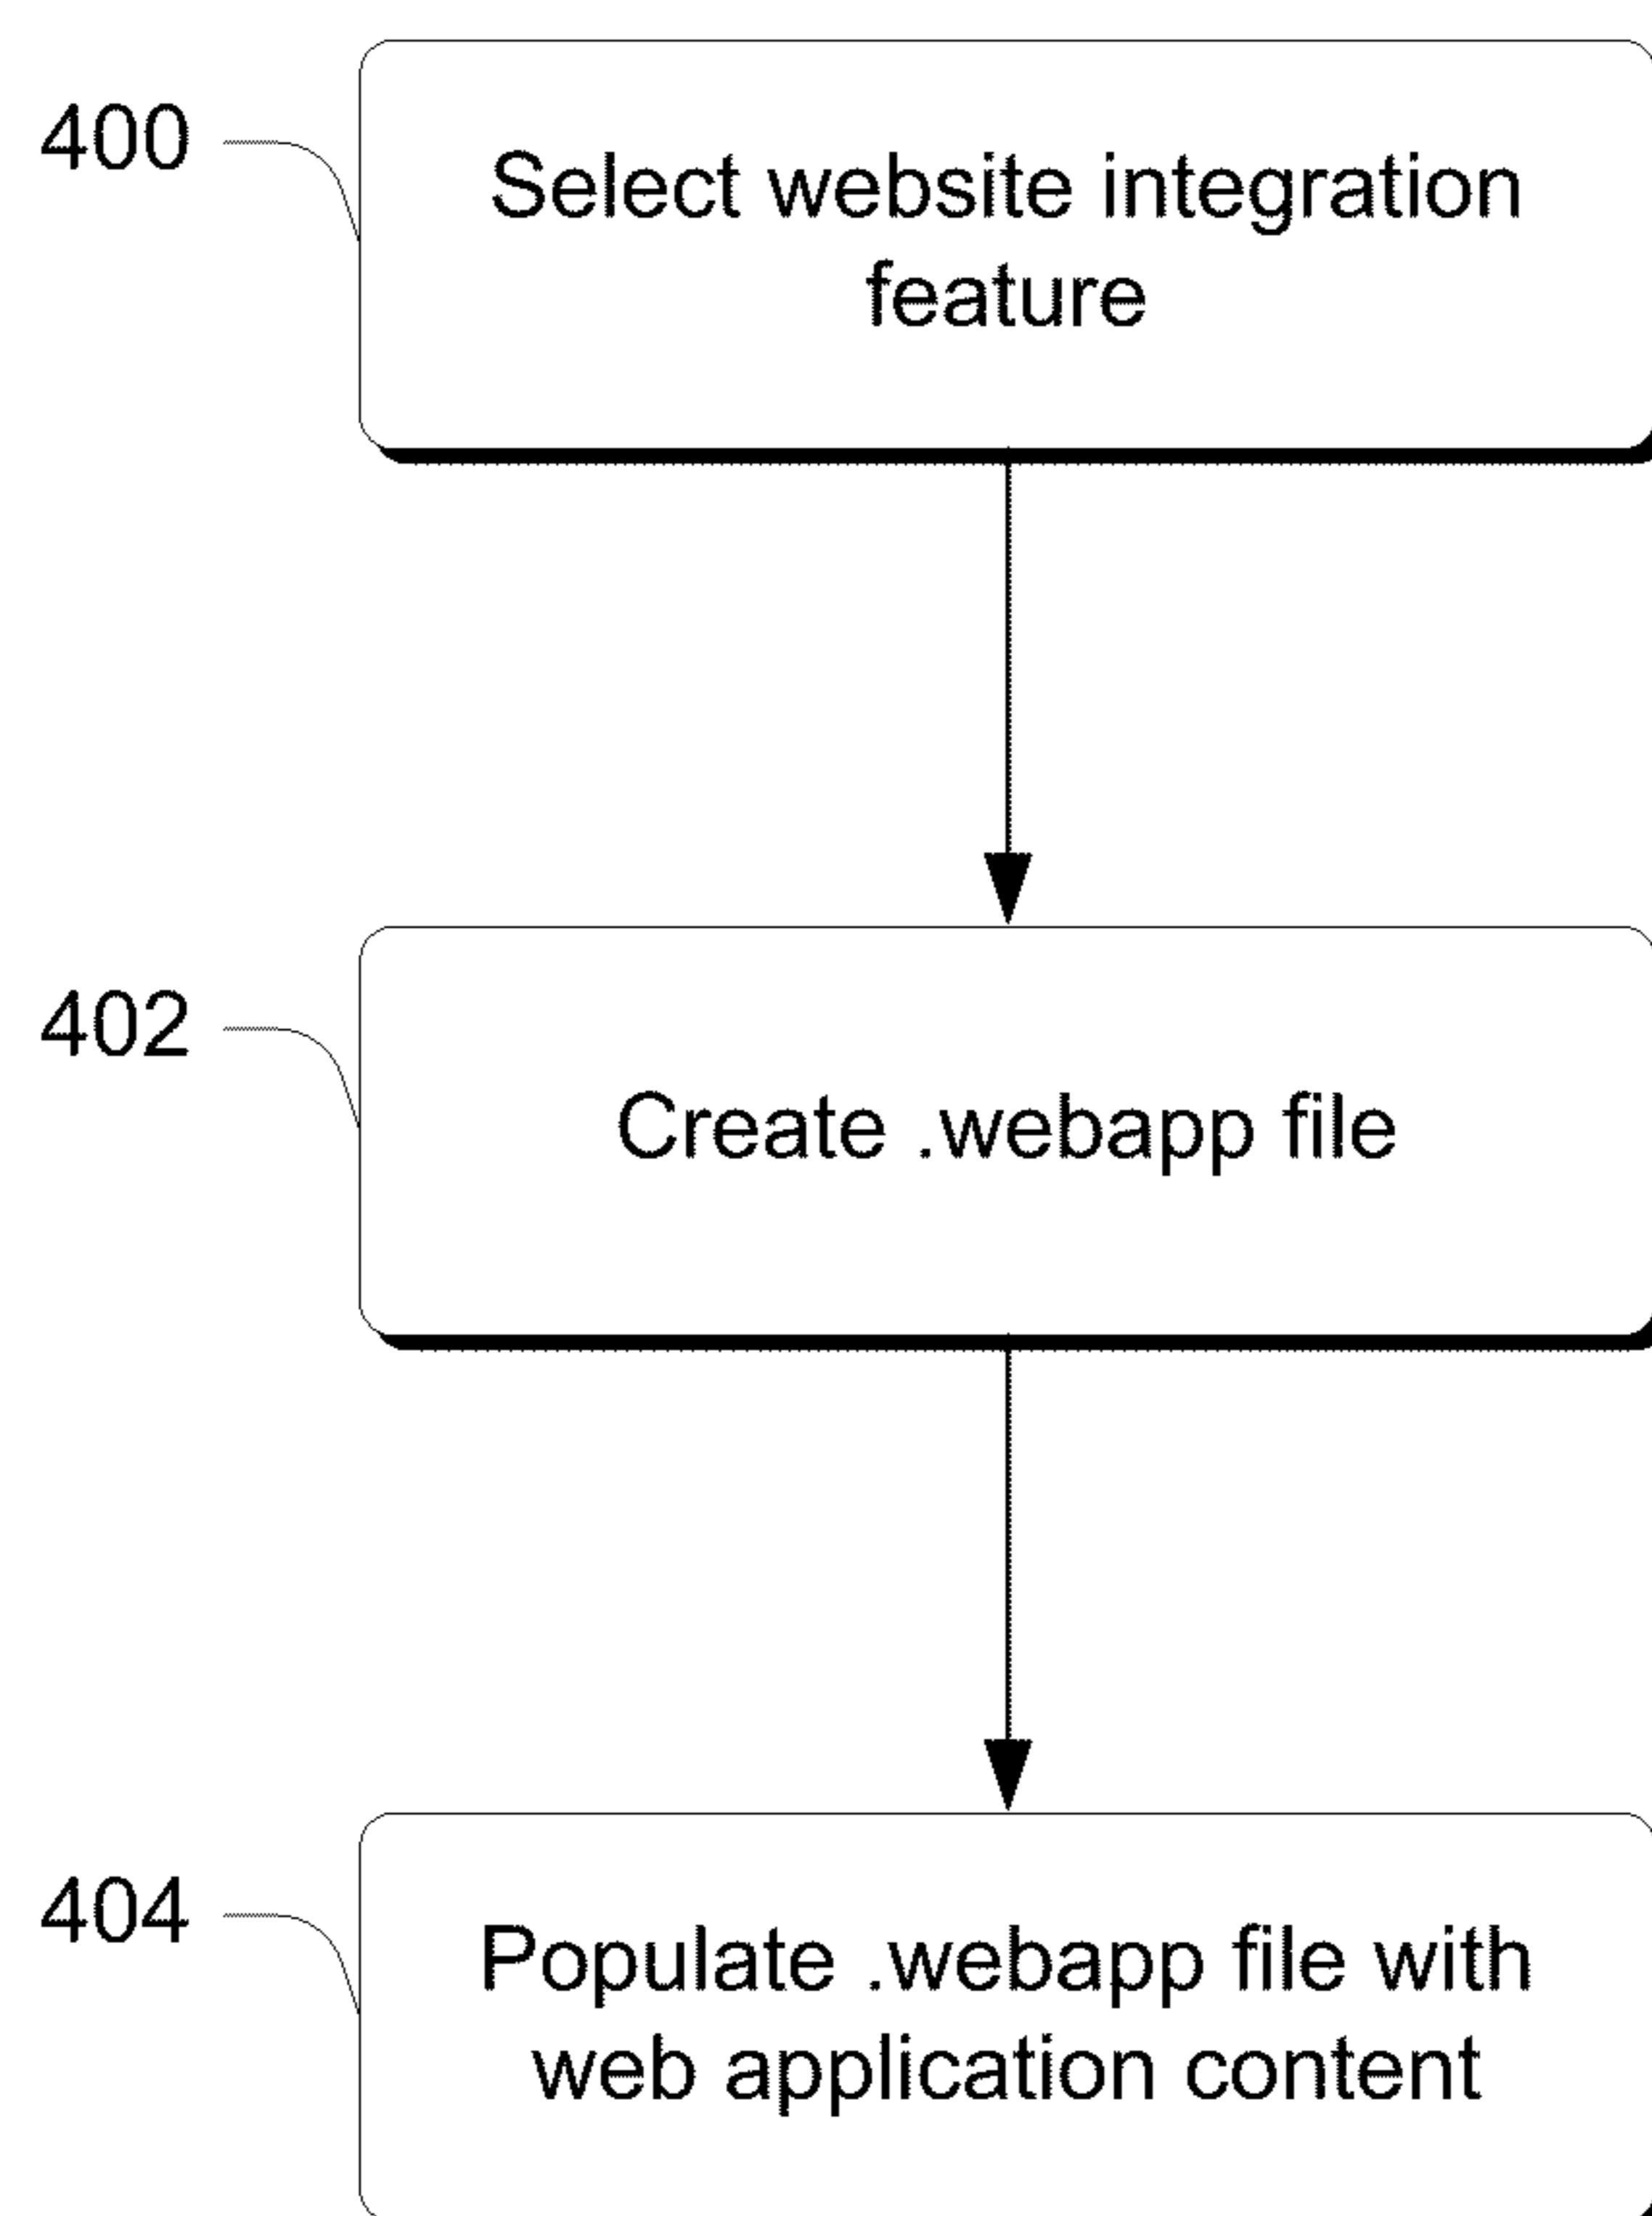 400
Select website integration
feature
402
Create .webapp file
404
Populate .webapp file with
web application content